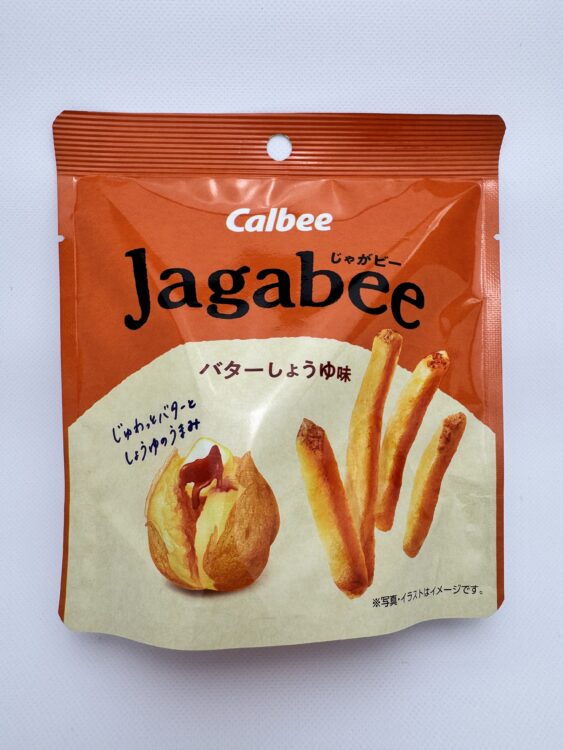 Calbee
じゃがビー
Jagabee
バターしょうゆ味
じゅわっとバターと
しょうゆのうまみ
※写真・イラストはイメージです。